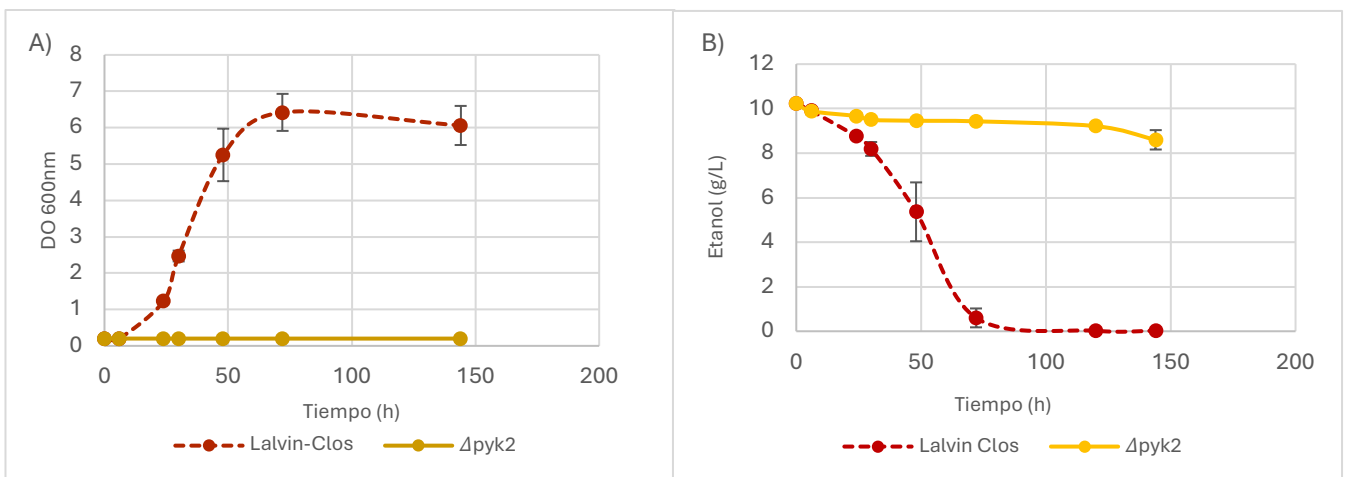 A)
8
7
6
5
4
3
2
1
0
DO 600nm
0 50 100 150 200
Tiempo (h)
Lalvin-Clos Δpyk2
B)
12
10
8
6
4
2
0
Etanol (g/L)
0 50 100 150 200
Tiempo (h)
Lalvin Clos Δpyk2